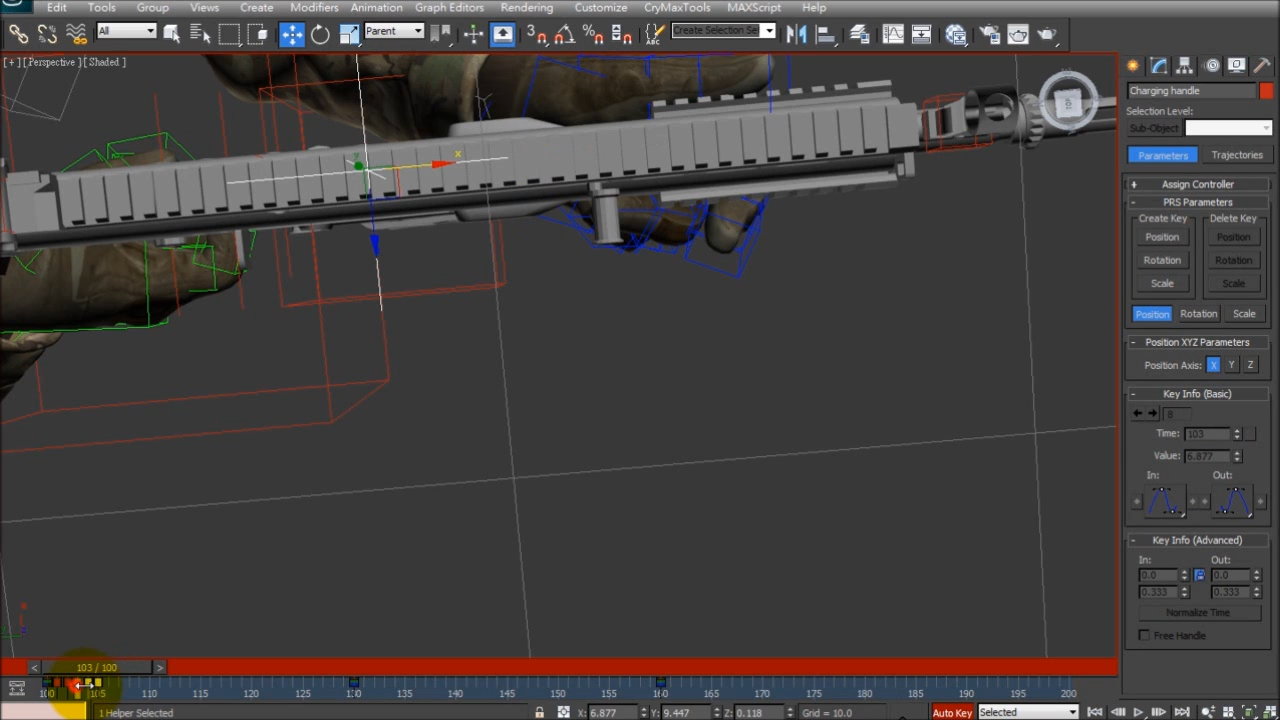 Edit Tools Group Views Create Modifiers Animation Graph Editors Rendering Customize CryMaxTools MAXScript Help
All Parent 3 Create Selection Se
[ + ] [ Perspective ] [ Shaded ]
Charging handle
Selection Level:
Sub-Object
Parameters Trajectories
+ Assign Controller
- PRS Parameters
Create Key Delete Key
Position Position
Rotation Rotation
Scale Scale
Position Rotation Scale
- Position XYZ Parameters
Position Axis: X Y Z
- Key Info (Basic)
8
Time: 103
Value: 6.877
In: Out:
- Key Info (Advanced)
In: Out:
0.0 0.0
0.333 0.333
Normalize Time
Free Handle
x
TOP
< 103 / 100 >
100 105 110 115 120 125 130 135 140 145 150 155 160 165 170 175 180 185 190 195 200
1 Helper Selected X: 6.877 Y: 9.447 Z: 0.118 Grid = 10.0 Auto Key Selected